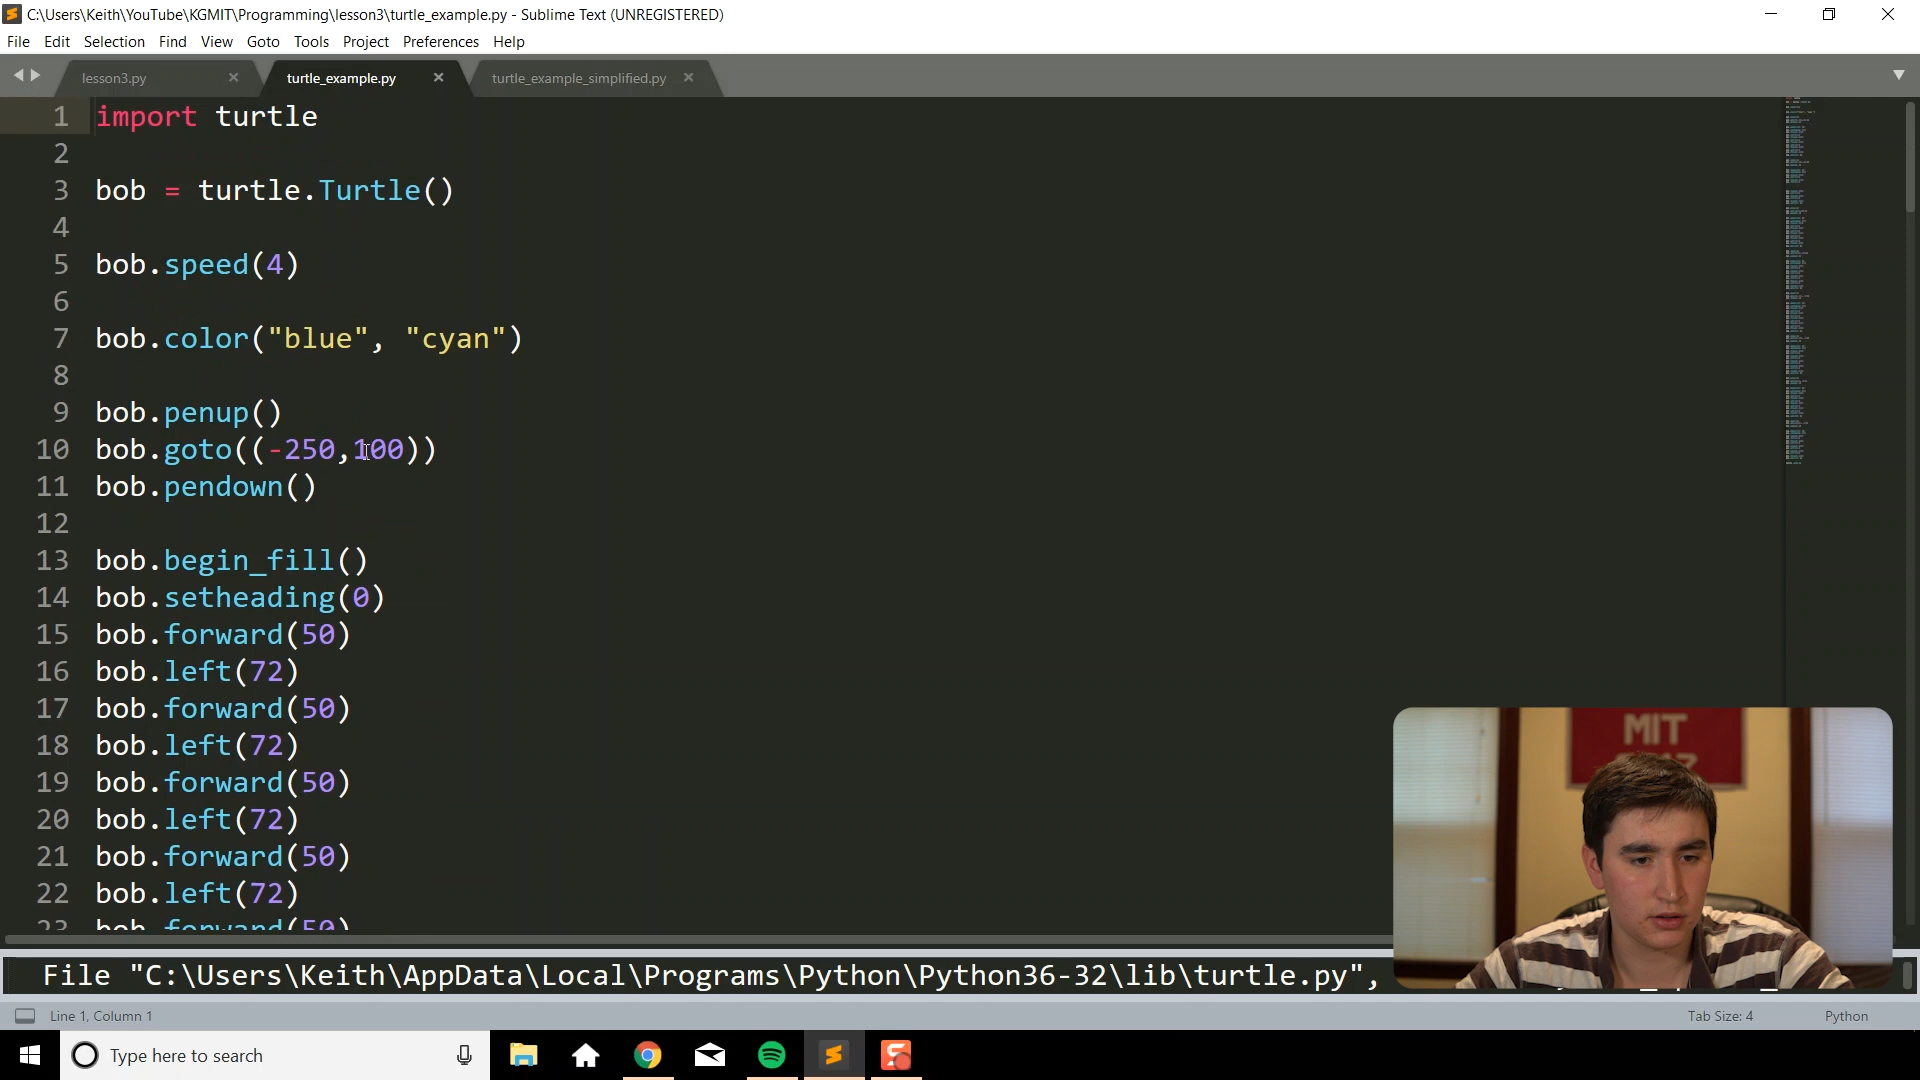 C:\Users\Keith\YouTube\KGMIT\Programming\lesson3\turtle_example.py - Sublime Text (UNREGISTERED)
File Edit Selection Find View Goto Tools Project Preferences Help
lesson3.py turtle_example.py turtle_example_simplified.py
1 import turtle
2
3 bob = turtle.Turtle()
4
5 bob.speed(4)
6
7 bob.color("blue", "cyan")
8
9 bob.penup()
10 bob.goto((-250,100))
11 bob.pendown()
12
13 bob.begin_fill()
14 bob.setheading(0)
15 bob.forward(50)
16 bob.left(72)
17 bob.forward(50)
18 bob.left(72)
19 bob.forward(50)
20 bob.left(72)
21 bob.forward(50)
22 bob.left(72)
23 bob.forward(50)
MIT
File "C:\Users\Keith\AppData\Local\Programs\Python\Python36-32\lib\turtle.py",
Line 1, Column 1 Tab Size: 4 Python
Type here to search